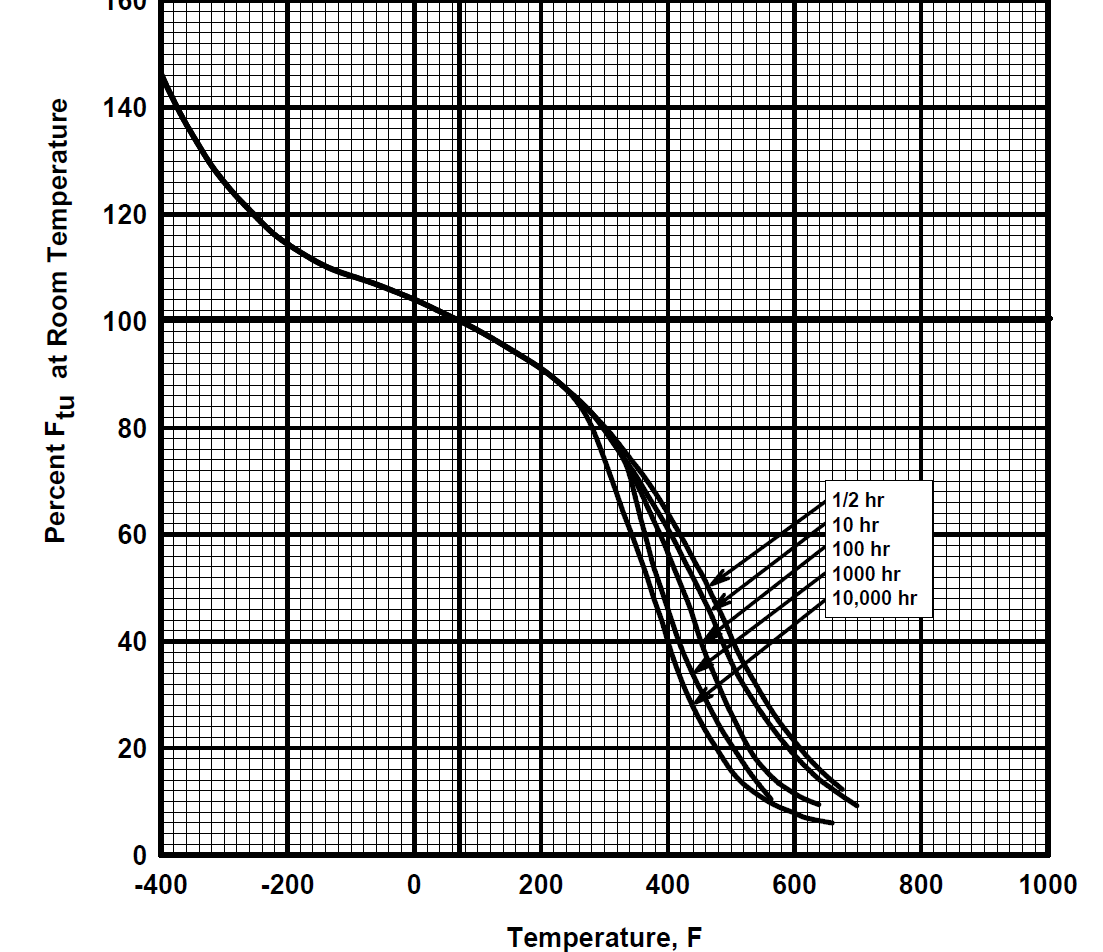 160
140
120
100
80
60
40
20
0
Percent Ftu at Room Temperature
1/2 hr
10 hr
100 hr
1000 hr
10,000 hr
-400 -200 0 200 400 600 800 1000
Temperature, F